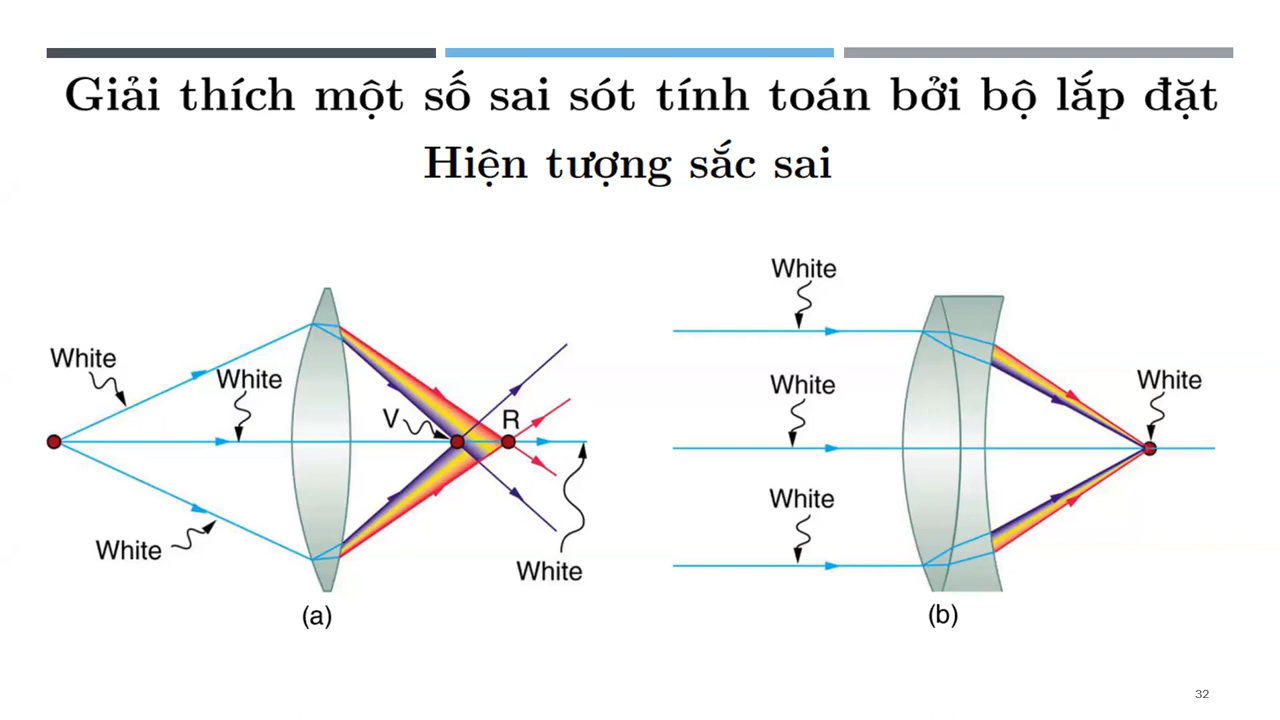 Giải thích một số sai sót tính toán bởi bộ lắp đặt
Hiện tượng sắc sai
White
White
V
R
White
White
(a)
White
White
White
White
(b)
32